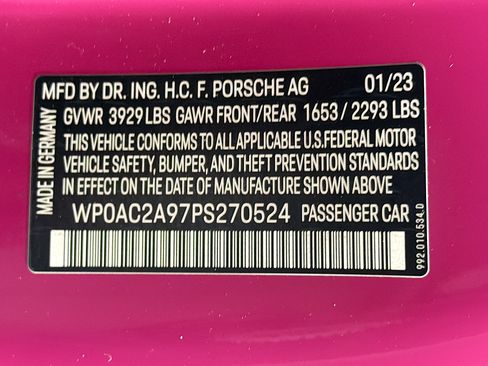 MFD BY DR. ING. H.C. F. PORSCHE AG 01/23
GVWR 3929 LBS GAWR FRONT/REAR 1653 / 2293 LBS
THIS VEHICLE CONFORMS TO ALL APPLICABLE U.S.FEDERAL MOTOR
VEHICLE SAFETY, BUMPER, AND THEFT PREVENTION STANDARDS
IN EFFECT ON THE DATE OF MANUFACTURE SHOWN ABOVE
WP0AC2A97PS270524 PASSENGER CAR
MADE IN GERMANY
992.010.534.0